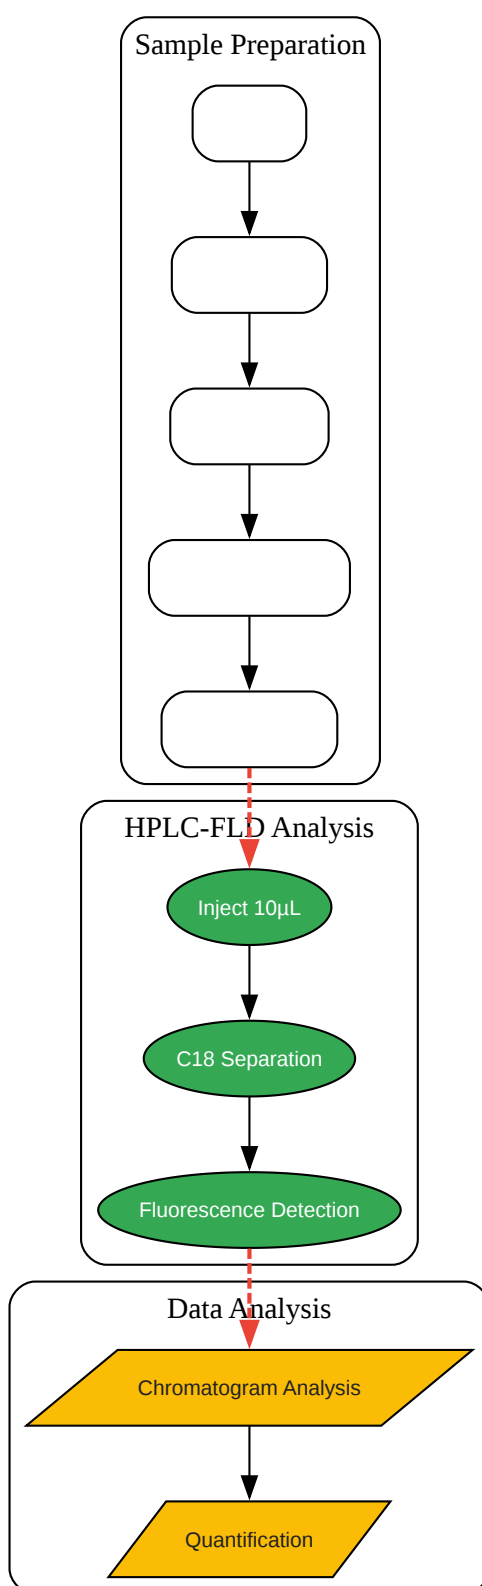 Sample Preparation
HPLC-FLD Analysis
Inject 10µL
C18 Separation
Fluorescence Detection
Data Analysis
Chromatogram Analysis
Quantification